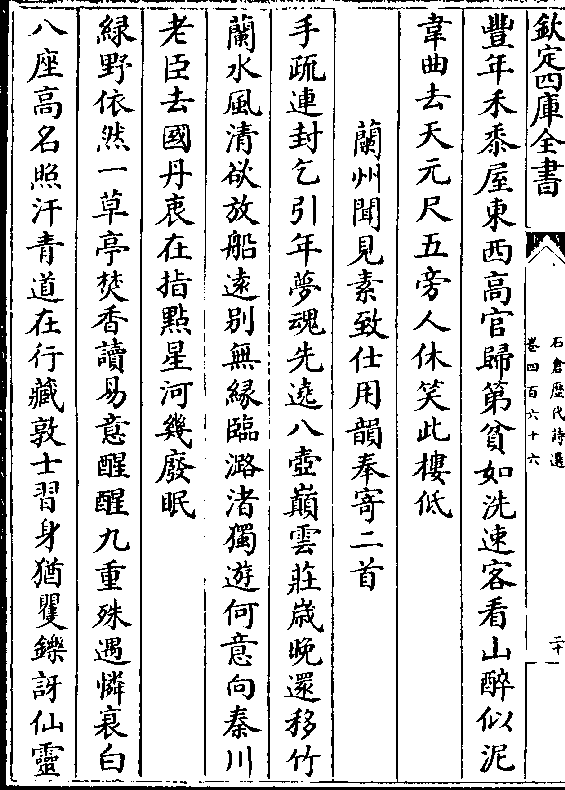 欽定四庫全書
石倉歴代詩選
卷四百六十六
二十
豐年禾黍屋東西高官歸第貧如洗速客看山醉似泥
韋曲去天元尺五旁人休笑此樓低
蘭州聞見素致仕用韻奉寄二首
手疏連封乞引年夢魂先遶八壺巔雲莊歳晚還移竹
蘭水風清欲放船遠别無縁臨潞渚獨遊何意向秦川
老臣去國丹衷在指點星河幾廢眠
緑野依然一草亭焚香讀易意醒醒九重殊遇憐衰白
八座高名照汗青道在行藏敦士習身猶矍鑠訝仙靈